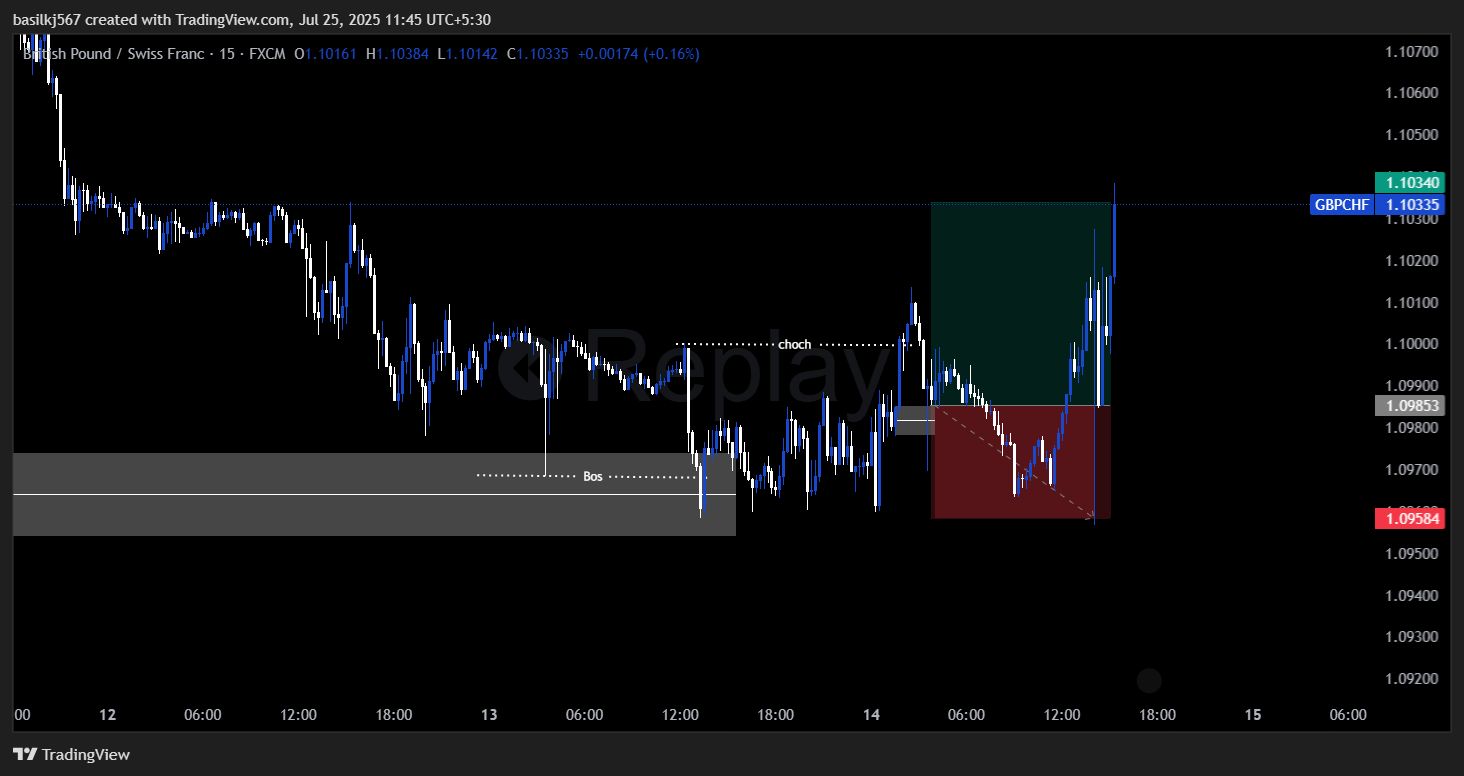 basilkj567 created with TradingView.com, Jul 25, 2025 11:45 UTC+5:30
British Pound / Swiss Franc · 15 · FXCM O1.10161 H1.10384 L1.10142 C1.10335 +0.00174 (+0.16%)
1.10700
1.10600
1.10500
1.10340
GBPCHF 1.10335
1.10300
1.10200
1.10100
1.10000
1.09900
1.09853
1.09800
1.09700
1.09584
1.09500
1.09400
1.09300
1.09200
choch
Replay
Bos
00 12 06:00 12:00 18:00 13 06:00 12:00 18:00 14 06:00 12:00 18:00 15 06:00
TradingView